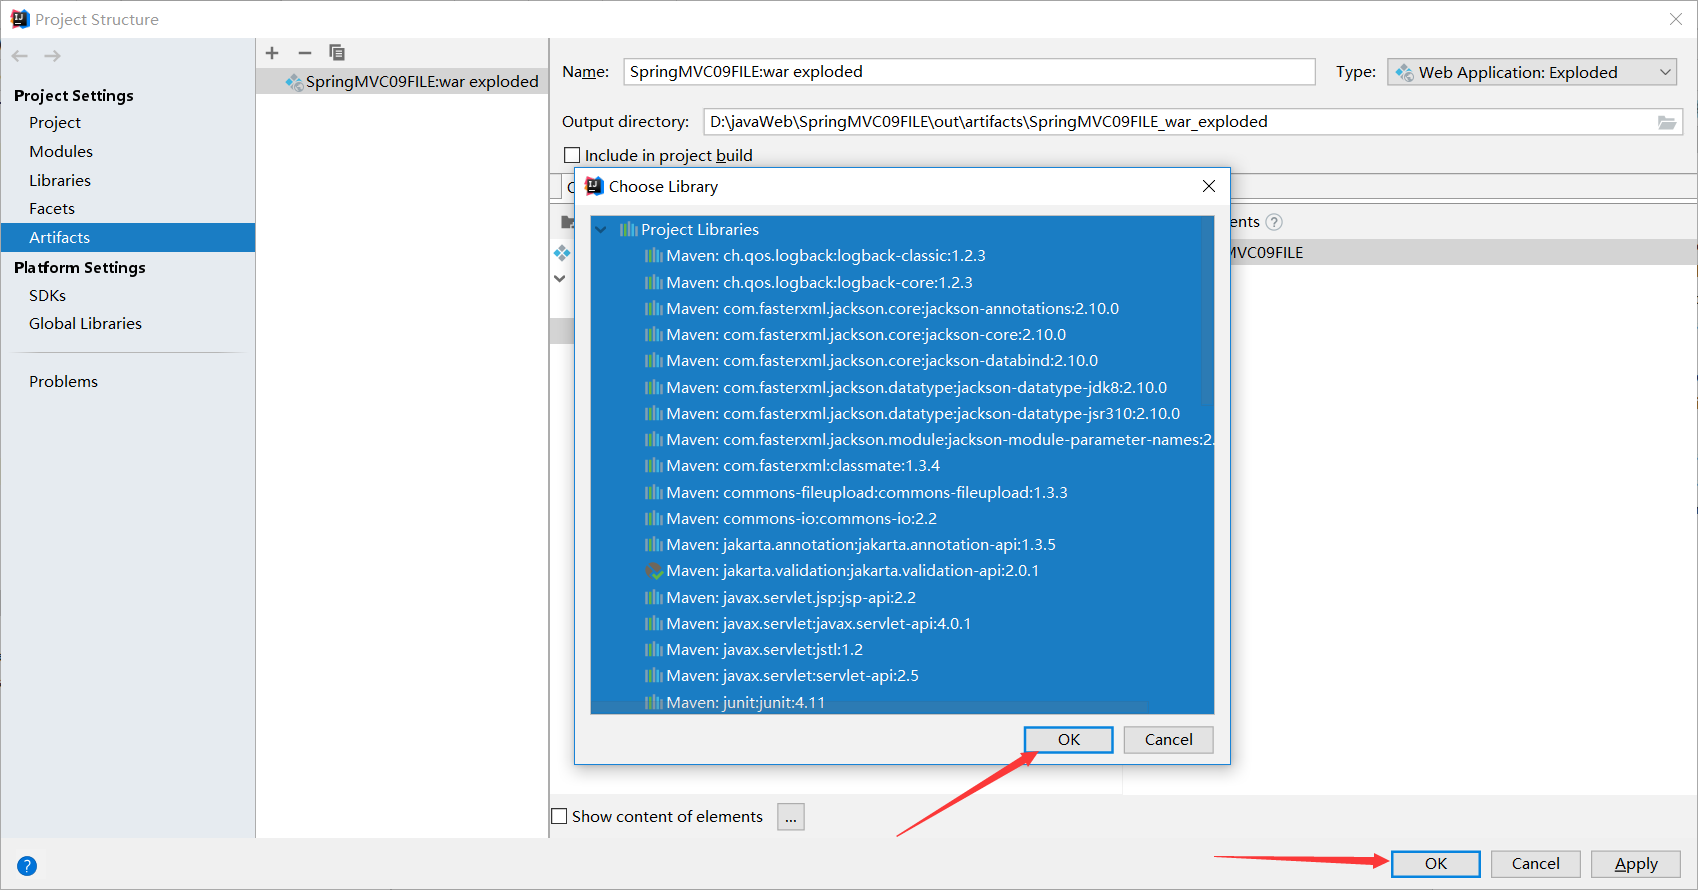 Project Structure
Project Settings
Project
Modules
Libraries
Facets
Artifacts
Platform Settings
SDKs
Global Libraries
Problems
SpringMVC09FILE:war exploded
Name: SpringMVC09FILE:war exploded
Type: Web Application: Exploded
Output directory: D:\javaWeb\SpringMVC09FILE\out\artifacts\SpringMVC09FILE_war_exploded
Include in project build
Choose Library
Project Libraries
Maven: ch.qos.logback:logback-classic:1.2.3
Maven: ch.qos.logback:logback-core:1.2.3
Maven: com.fasterxml.jackson.core:jackson-annotations:2.10.0
Maven: com.fasterxml.jackson.core:jackson-core:2.10.0
Maven: com.fasterxml.jackson.core:jackson-databind:2.10.0
Maven: com.fasterxml.jackson.datatype:jackson-datatype-jdk8:2.10.0
Maven: com.fasterxml.jackson.datatype:jackson-datatype-jsr310:2.10.0
Maven: com.fasterxml.jackson.module:jackson-module-parameter-names:2.
Maven: com.fasterxml:classmate:1.3.4
Maven: commons-fileupload:commons-fileupload:1.3.3
Maven: commons-io:commons-io:2.2
Maven: jakarta.annotation:jakarta.annotation-api:1.3.5
Maven: jakarta.validation:jakarta.validation-api:2.0.1
Maven: javax.servlet.jsp:jsp-api:2.2
Maven: javax.servlet:javax.servlet-api:4.0.1
Maven: javax.servlet:jstl:1.2
Maven: javax.servlet:servlet-api:2.5
Maven: junit:junit:4.11
OK Cancel
ents ?
MVC09FILE
Show content of elements ...
? OK Cancel Apply